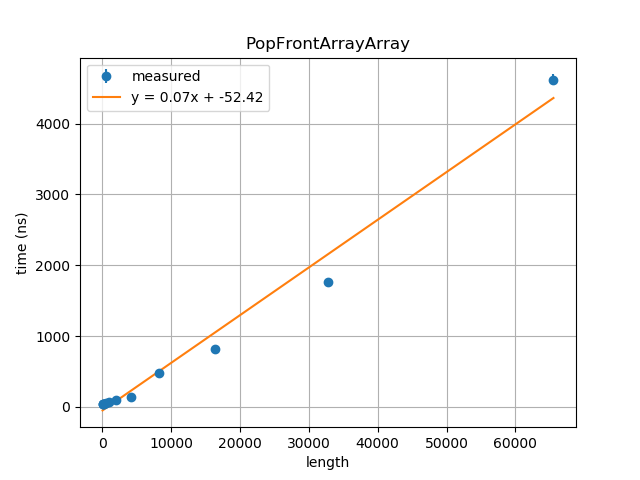 PopFrontArrayArray
measured
y = 0.07x + -52.42
4000
3000
2000
1000
0
time (ns)
0 10000 20000 30000 40000 50000 60000
length